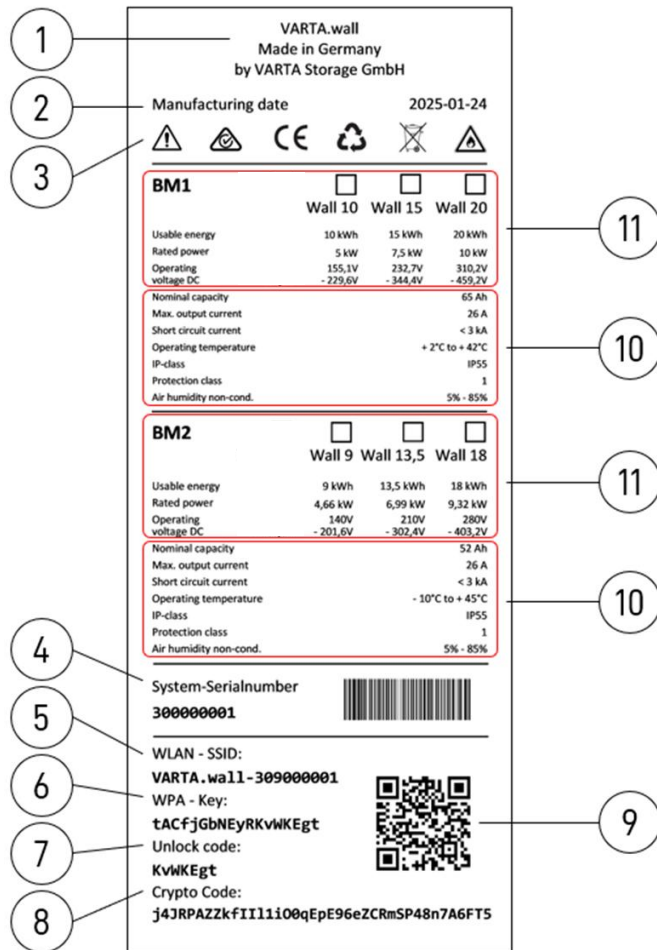 1
VARTA.wall
Made in Germany
by VARTA Storage GmbH
2
Manufacturing date 2025-01-24
3
CE
BM1
Wall 10 Wall 15 Wall 20
11
Usable energy 10 kWh 15 kWh 20 kWh
Rated power 5 kW 7,5 kW 10 kW
Operating 155,1V 232,7V 310,2V
voltage DC - 229,6V - 344,4V - 459,2V
Nominal capacity 65 Ah
Max. output current 26 A
Short circuit current < 3 kA
10
Operating temperature + 2°C to + 42°C
IP-class IP55
Protection class 1
Air humidity non-cond. 5% - 85%
BM2
Wall 9 Wall 13,5 Wall 18
11
Usable energy 9 kWh 13,5 kWh 18 kWh
Rated power 4,66 kW 6,99 kW 9,32 kW
Operating 140V 210V 280V
voltage DC - 201,6V - 302,4V - 403,2V
Nominal capacity 52 Ah
Max. output current 26 A
Short circuit current < 3 kA
10
Operating temperature - 10°C to + 45°C
IP-class IP55
Protection class 1
Air humidity non-cond. 5% - 85%
4
System-Serialnumber
300000001
5
WLAN - SSID:
VARTA.wall-309000001
6
WPA - Key:
tACfjGbNEyRKvWKEgt
9
7
Unlock code:
KvWKEgt
8
Crypto Code:
j4JRPAZZkfIIl1iO0qEpE96eZCRmSP48n7A6FT5